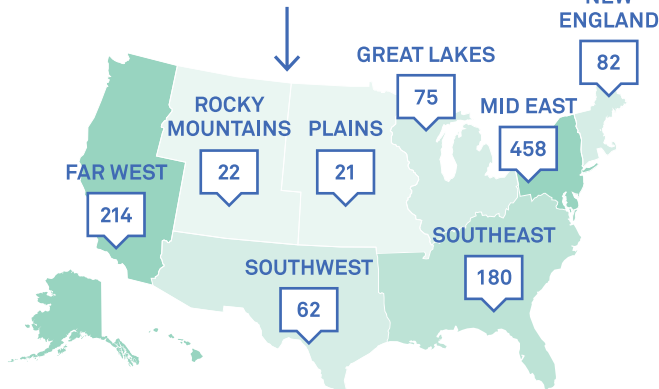 NEW
ENGLAND
82
GREAT LAKES
75
MID EAST
458
ROCKY
MOUNTAINS
22
PLAINS
21
FAR WEST
214
SOUTHEAST
180
SOUTHWEST
62